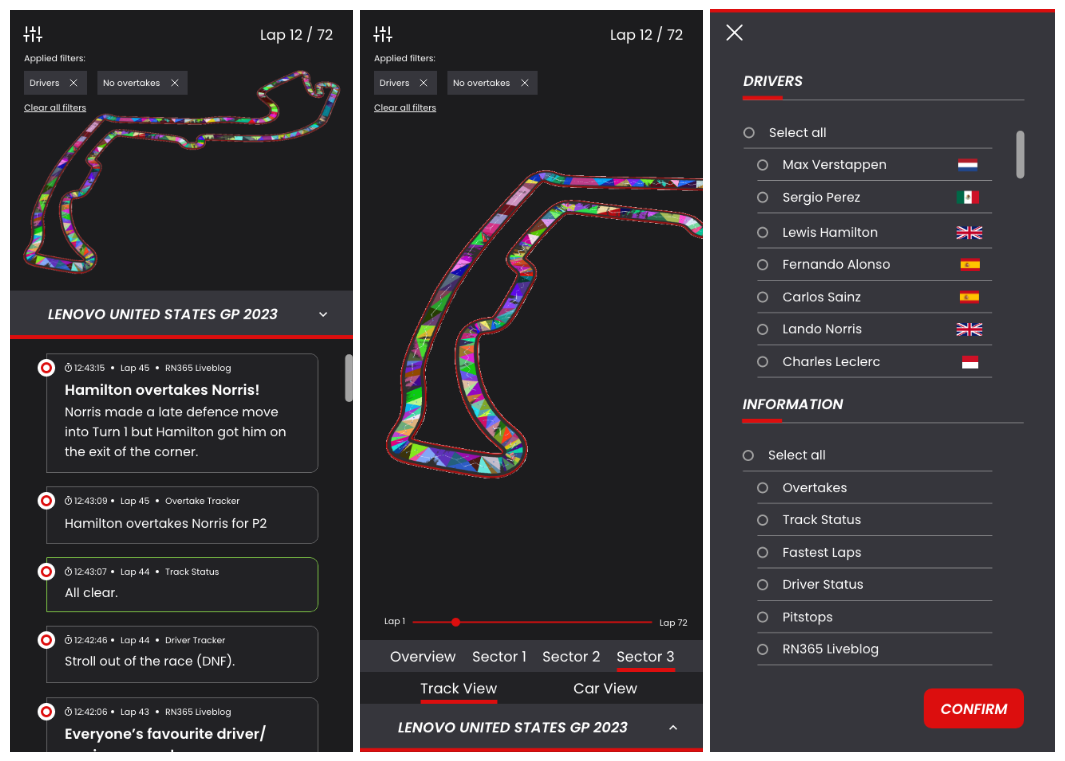 Lap 12 / 72
Applied filters:
Drivers
No overtakes
Clear all filters
LENOVO UNITED STATES GP 2023
12:43:15 • Lap 45 • RN365 Liveblog
Hamilton overtakes Norris!
Norris made a late defence move
into Turn 1 but Hamilton got him on
the exit of the corner.
12:43:09 • Lap 45 • Overtake Tracker
Hamilton overtakes Norris for P2
12:43:07 • Lap 44 • Track Status
All clear.
12:42:46 • Lap 44 • Driver Tracker
Stroll out of the race (DNF).
12:42:06 • Lap 43 • RN365 Liveblog
Everyone's favourite driver/
Lap 12 / 72
Applied filters:
Drivers
No overtakes
Clear all filters
Lap 1
Lap 72
Overview Sector 1 Sector 2 Sector 3
Track View Car View
LENOVO UNITED STATES GP 2023
DRIVERS
Select all
Max Verstappen
Sergio Perez
Lewis Hamilton
Fernando Alonso
Carlos Sainz
Lando Norris
Charles Leclerc
INFORMATION
Select all
Overtakes
Track Status
Fastest Laps
Driver Status
Pitstops
RN365 Liveblog
CONFIRM